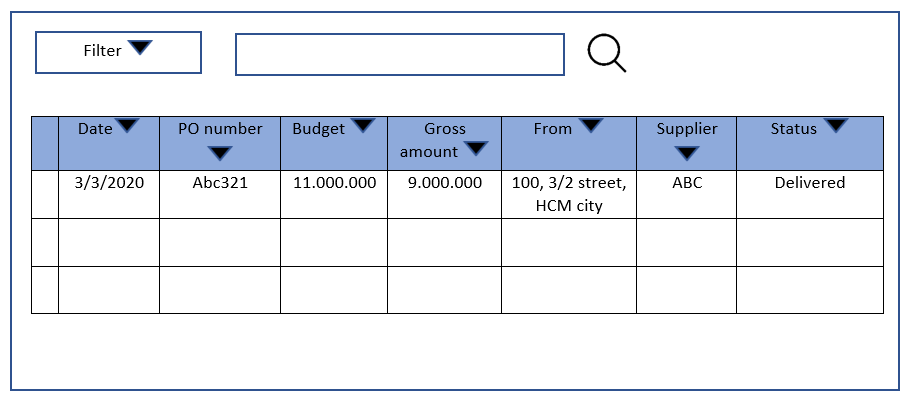 Filter
Date
PO number
Budget
Gross
amount
From
Supplier
Status
3/3/2020
Abc321
11.000.000
9.000.000
100, 3/2 street,
HCM city
ABC
Delivered